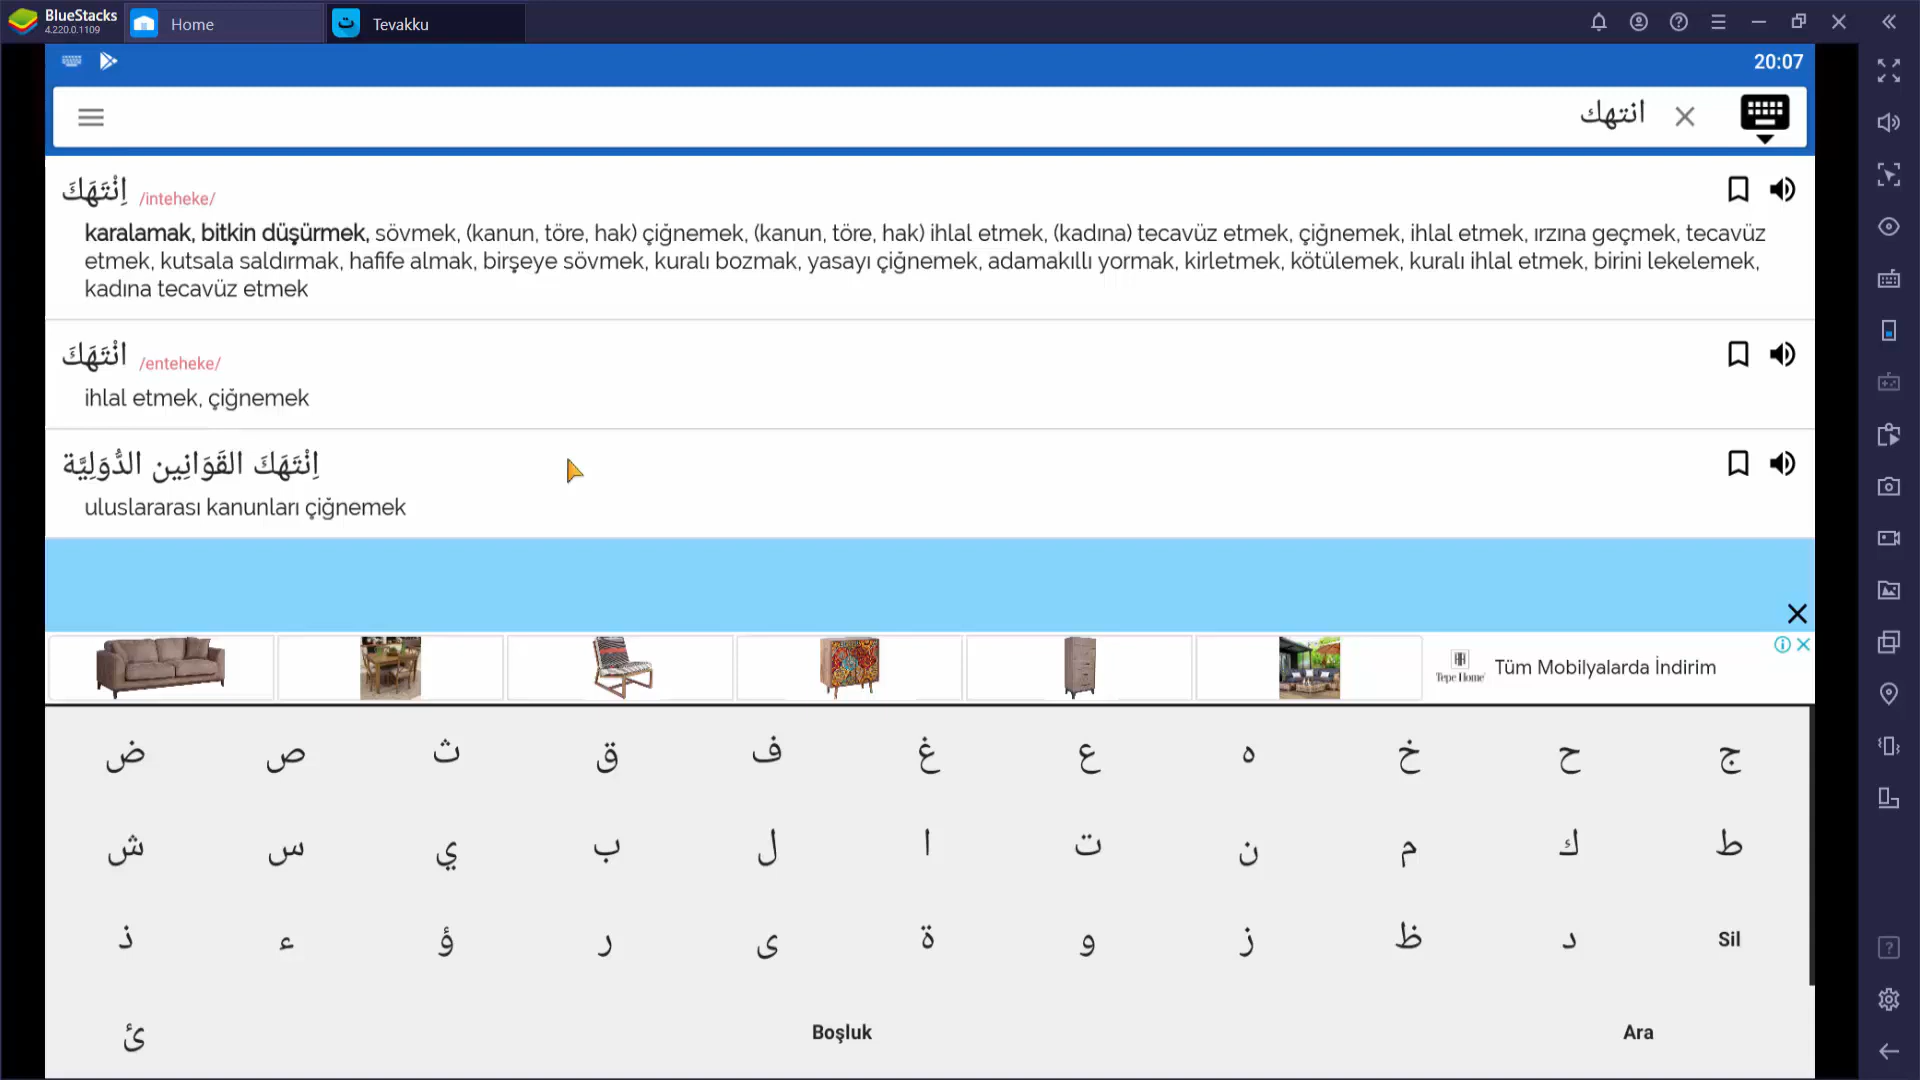 BlueStacks
4.220.0.1109
Home
Tevakku
20:07
انتهك
اِنْتَهَكَ /inteheke/
karalamak, bitkin düşürmek, sövmek, (kanun, töre, hak) çiğnemek, (kanun, töre, hak) ihlal etmek, (kadına) tecavüz etmek, çiğnemek, ihlal etmek, ırzına geçmek, tecavüz
etmek, kutsala saldırmak, hafife almak, birşeye sövmek, kuralı bozmak, yasayı çiğnemek, adamakıllı yormak, kirletmek, kötülemek, kuralı ihlal etmek, birini lekelemek,
kadına tecavüz etmek
انْتَهَكَ /enteheke/
ihlal etmek, çiğnemek
اِنْتَهَكَ القَوَانِين الدُّوَلِيَّة
uluslararası kanunları çiğnemek
Tepe Home
Tüm Mobilyalarda İndirim
ض ص ث ق ف غ ع ه خ ح ج
ش س ي ب ل ا ت ن م ك ط
ذ ء ؤ ر ى ة و ز ظ د Sil
ئ Boşluk Ara